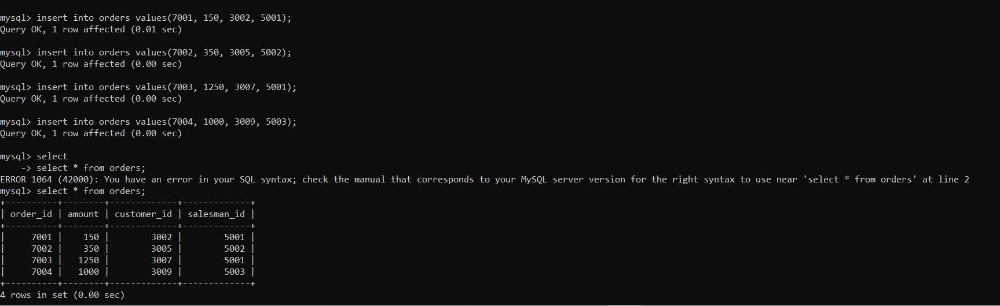 mysql> insert into orders values(7001, 150, 3002, 5001);
Query OK, 1 row affected (0.01 sec)
mysql> insert into orders values(7002, 350, 3005, 5002);
Query OK, 1 row affected (0.00 sec)
mysql> insert into orders values(7003, 1250, 3007, 5001);
Query OK, 1 row affected (0.00 sec)
mysql> insert into orders values(7004, 1000, 3009, 5003);
Query OK, 1 row affected (0.00 sec)
mysql> select
    -> select * from orders;
ERROR 1064 (42000): You have an error in your SQL syntax; check the manual that corresponds to your MySQL server version for the right syntax to use near 'select * from orders' at line 2
mysql> select * from orders;
+----------+--------+-------------+-------------+
| order_id | amount | customer_id | salesman_id |
+----------+--------+-------------+-------------+
|     7001 |    150 |        3002 |        5001 |
|     7002 |    350 |        3005 |        5002 |
|     7003 |   1250 |        3007 |        5001 |
|     7004 |   1000 |        3009 |        5003 |
+----------+--------+-------------+-------------+
4 rows in set (0.00 sec)